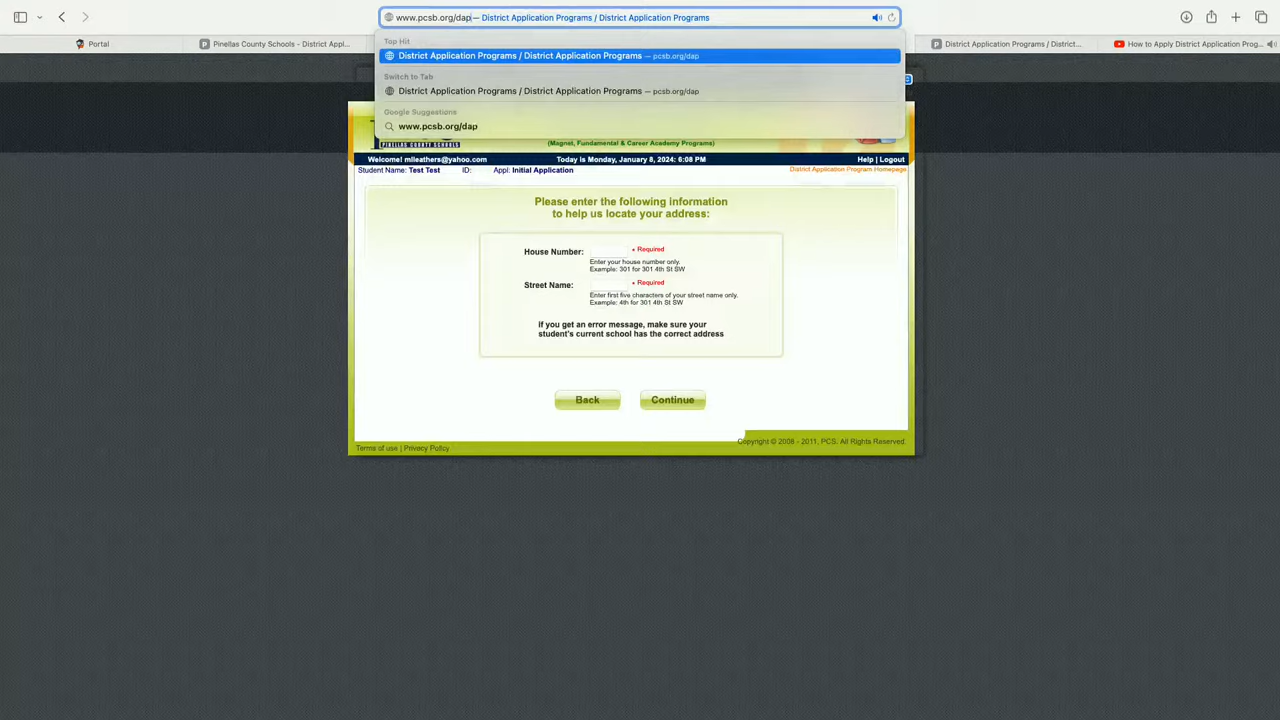 www.pcsb.org/dap — District Application Programs / District Application Programs
Portal
Pinellas County Schools - District Appl...
District Application Programs / District...
How to Apply District Application Prog...
Top Hit
District Application Programs / District Application Programs — pcsb.org/dap
Switch to Tab
District Application Programs / District Application Programs — pcsb.org/dap
Google Suggestions
www.pcsb.org/dap
PINELLAS COUNTY SCHOOLS
(Magnet, Fundamental & Career Academy Programs)
Welcome! mileathers@yahoo.com
Today is Monday, January 8, 2024: 6:08 PM
Help | Logout
Student Name: Test Test
ID:
Appl: Initial Application
District Application Program Homepage
Please enter the following information
to help us locate your address:
House Number:
• Required
Enter your house number only.
Example: 301 for 301 4th St SW
Street Name:
• Required
Enter first five characters of your street name only.
Example: 4th for 301 4th St SW
If you get an error message, make sure your
student's current school has the correct address
Back
Continue
Copyright © 2008 - 2011, PCS. All Rights Reserved.
Terms of use | Privacy Policy